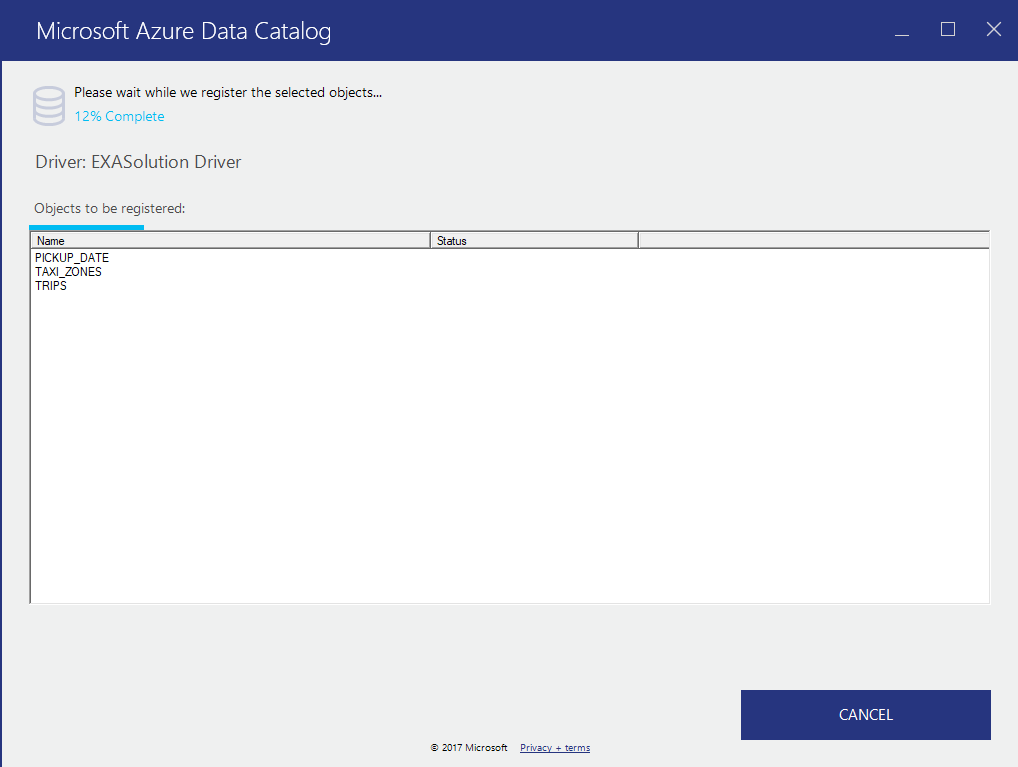 Microsoft Azure Data Catalog
Please wait while we register the selected objects...
12% Complete
Driver: EXASolution Driver
Objects to be registered:
Name Status
PICKUP_DATE
TAXI_ZONES
TRIPS
CANCEL
© 2017 Microsoft Privacy + terms